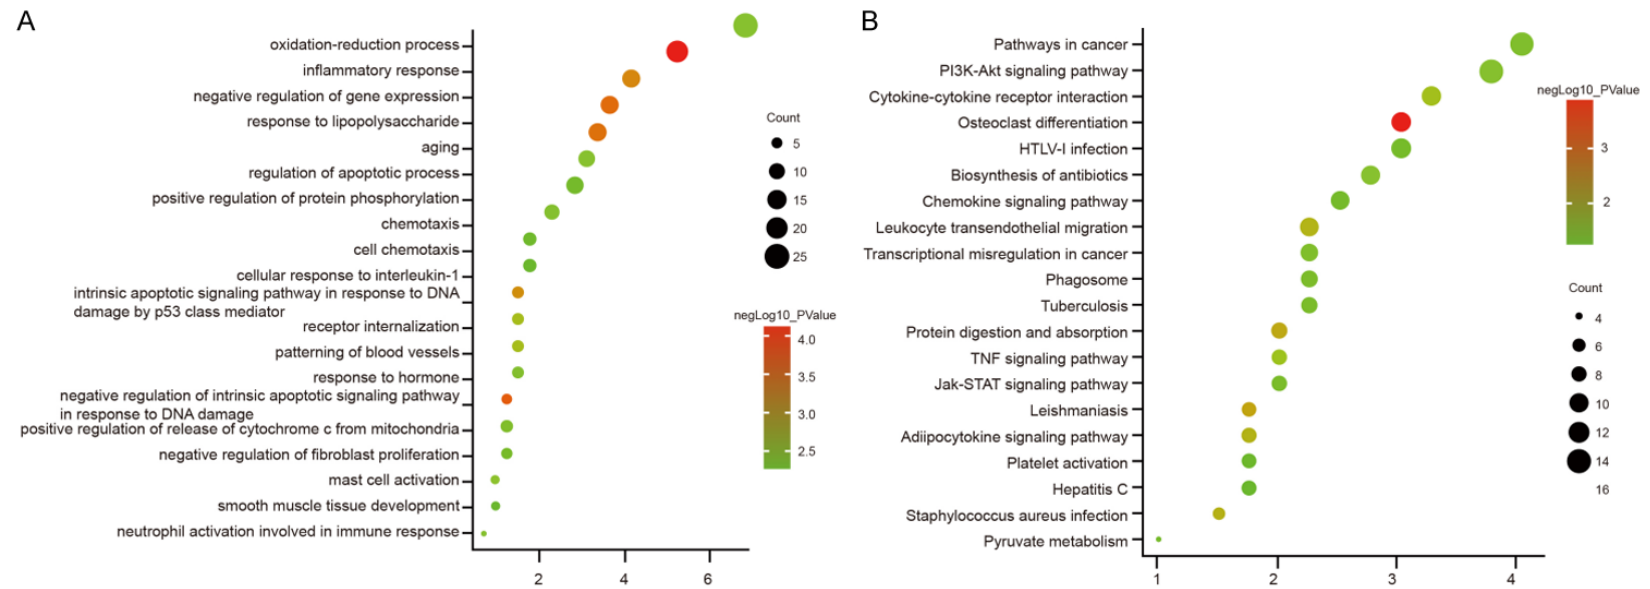 A
oxidation-reduction process
inflammatory response
negative regulation of gene expression
response to lipopolysaccharide
aging
regulation of apoptotic process
positive regulation of protein phosphorylation
chemotaxis
cell chemotaxis
cellular response to interleukin-1
intrinsic apoptotic signaling pathway in response to DNA
damage by p53 class mediator
receptor internalization
patterning of blood vessels
response to hormone
negative regulation of intrinsic apoptotic signaling pathway
in response to DNA damage
positive regulation of release of cytochrome c from mitochondria
negative regulation of fibroblast proliferation
mast cell activation
smooth muscle tissue development
neutrophil activation involved in immune response
2
4
6
Count
5
10
15
20
25
negLog10_PValue
4.0
3.5
3.0
2.5
B
Pathways in cancer
PI3K-Akt signaling pathway
Cytokine-cytokine receptor interaction
Osteoclast differentiation
HTLV-I infection
Biosynthesis of antibiotics
Chemokine signaling pathway
Leukocyte transendothelial migration
Transcriptional misregulation in cancer
Phagosome
Tuberculosis
Protein digestion and absorption
TNF signaling pathway
Jak-STAT signaling pathway
Leishmaniasis
Adiipocytokine signaling pathway
Platelet activation
Hepatitis C
Staphylococcus aureus infection
Pyruvate metabolism
1
2
3
4
negLog10_PValue
3
2
Count
4
6
8
10
12
14
16